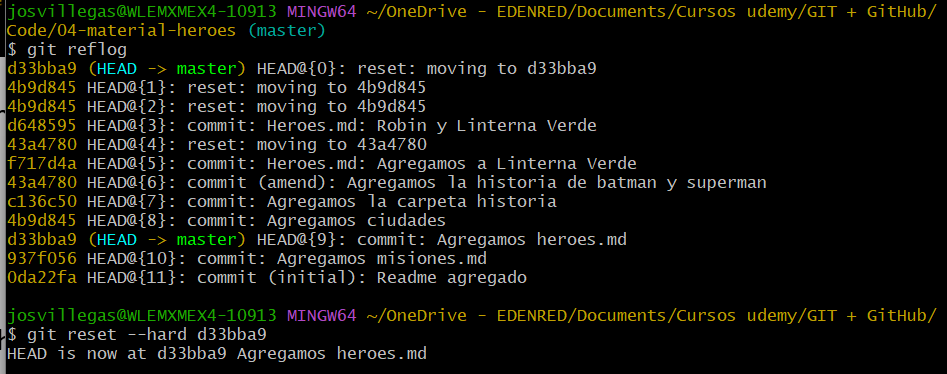 josvillegas@WLEMXMEX4-10913 MINGW64 ~/OneDrive - EDENRED/Documents/Cursos udemy/GIT + GitHub/
Code/04-material-heroes (master)
$ git reflog
d33bba9 (HEAD -> master) HEAD@{0}: reset: moving to d33bba9
4b9d845 HEAD@{1}: reset: moving to 4b9d845
4b9d845 HEAD@{2}: reset: moving to 4b9d845
d648595 HEAD@{3}: commit: Heroes.md: Robin y Linterna Verde
43a4780 HEAD@{4}: reset: moving to 43a4780
f717d4a HEAD@{5}: commit: Heroes.md: Agregamos a Linterna Verde
43a4780 HEAD@{6}: commit (amend): Agregamos la historia de batman y superman
c136c50 HEAD@{7}: commit: Agregamos la carpeta historia
4b9d845 HEAD@{8}: commit: Agregamos ciudades
d33bba9 (HEAD -> master) HEAD@{9}: commit: Agregamos heroes.md
937f056 HEAD@{10}: commit: Agregamos misiones.md
0da22fa HEAD@{11}: commit (initial): Readme agregado
josvillegas@WLEMXMEX4-10913 MINGW64 ~/OneDrive - EDENRED/Documents/Cursos udemy/GIT + GitHub/
$ git reset --hard d33bba9
HEAD is now at d33bba9 Agregamos heroes.md